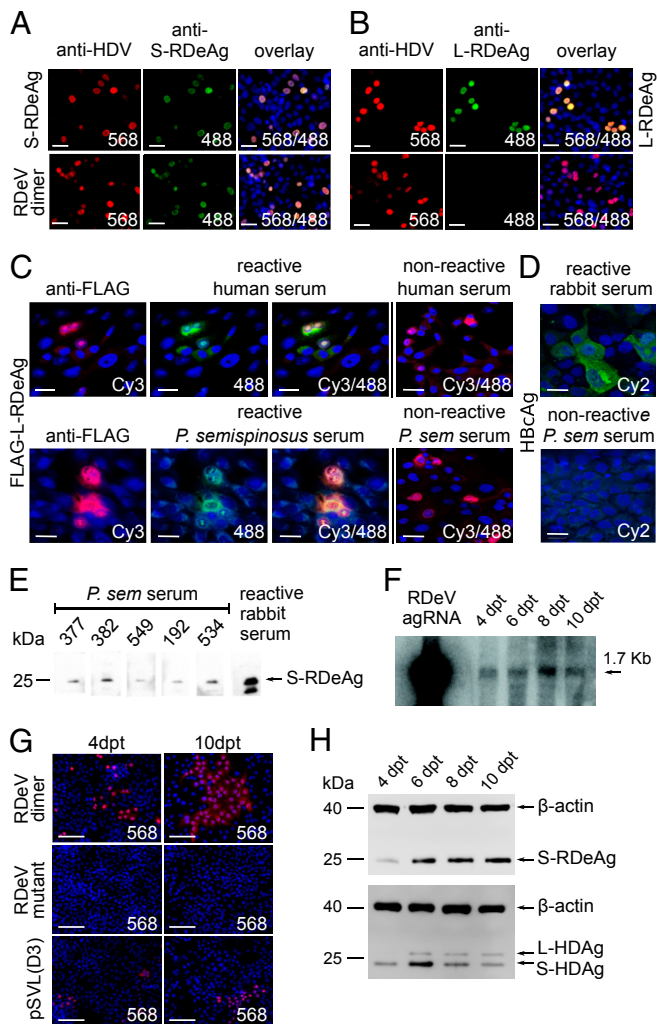 A
anti-HDV
anti-
S-RDeAg
overlay
S-RDeAg
568
488
568/488
RDeV
dimer
568
488
568/488
B
anti-HDV
anti-
L-RDeAg
overlay
L-RDeAg
568
488
568/488
568
488
568/488
C
anti-FLAG
reactive
human serum
non-reactive
human serum
FLAG-L-RDeAg
Cy3
488
Cy3/488
Cy3/488
anti-FLAG
reactive
P. semispinosus serum
non-reactive
P. sem serum
Cy3
488
Cy3/488
Cy3/488
D
reactive
rabbit serum
HBcAg
Cy2
non-reactive
P. sem serum
Cy2
E
P. sem serum
reactive
rabbit
serum
kDa
377
382
549
192
534
25
S-RDeAg
F
RDeV
agRNA
4 dpt
6 dpt
8 dpt
10 dpt
1.7 Kb
G
4dpt
10dpt
RDeV
dimer
568
568
RDeV
mutant
568
568
pSVL(D3)
568
568
H
kDa
4 dpt
6 dpt
8 dpt
10 dpt
40
β-actin
25
S-RDeAg
40
β-actin
25
L-HDAg
S-HDAg